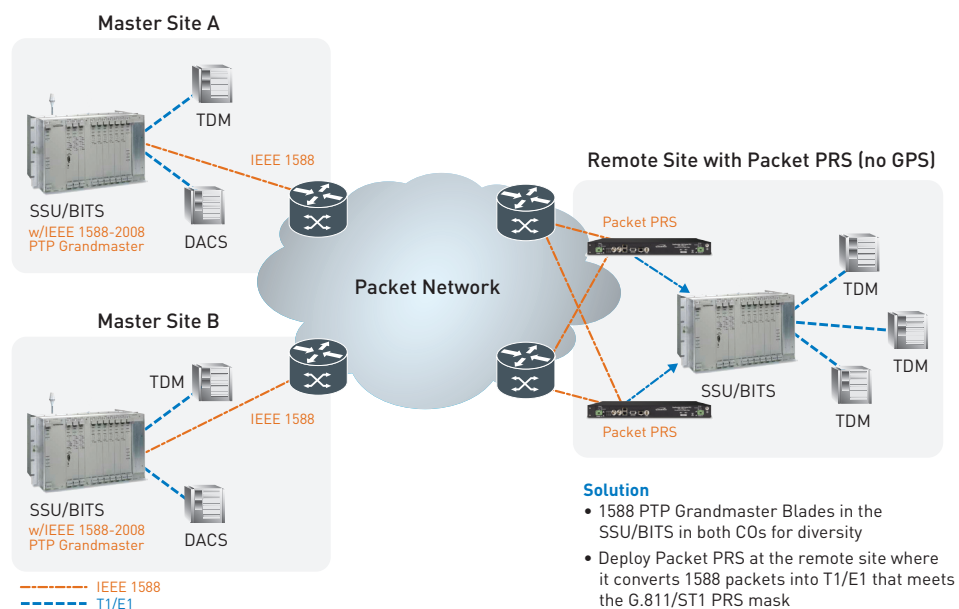 Master Site A
TDM
IEEE 1588
SSU/BITS
w/IEEE 1588-2008
PTP Grandmaster
DACS
Master Site B
TDM
IEEE 1588
SSU/BITS
w/IEEE 1588-2008
PTP Grandmaster
DACS
Packet Network
Remote Site with Packet PRS (no GPS)
Packet PRS
TDM
TDM
SSU/BITS
TDM
Packet PRS
IEEE 1588
T1/E1
Solution
• 1588 PTP Grandmaster Blades in the
SSU/BITS in both COs for diversity
• Deploy Packet PRS at the remote site where
it converts 1588 packets into T1/E1 that meets
the G.811/ST1 PRS mask